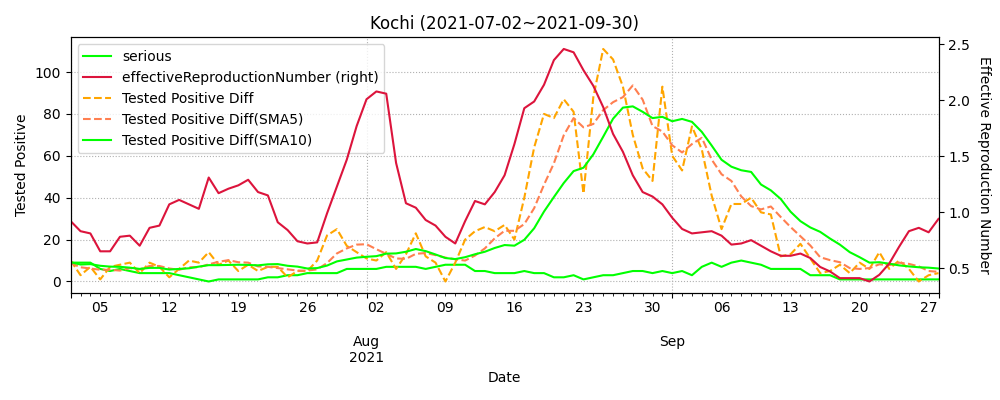 Kochi (2021-07-02~2021-09-30)
serious
effectiveReproductionNumber (right)
Tested Positive Diff
Tested Positive Diff(SMA5)
Tested Positive Diff(SMA10)
Tested Positive
100
80
60
40
20
0
2.5
2.0
1.5
1.0
0.5
Effective Reproduction Number
05 12 19 26 02 09 16 23 30 06 13 20 27
Aug Sep
2021
Date